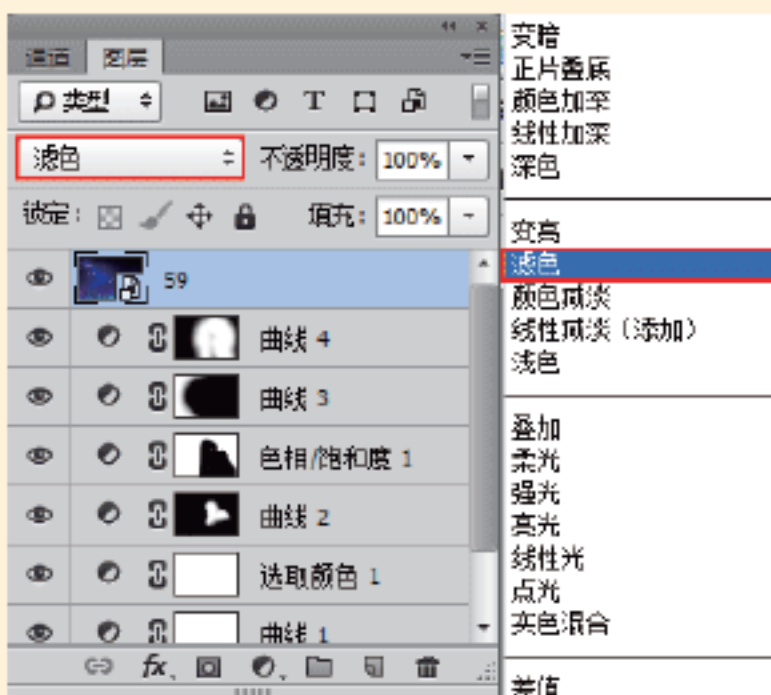 通道 图层
类型 T
滤色 不透明度: 100%
锁定: 填充: 100%
59
曲线 4
曲线 3
色相/饱和度 1
曲线 2
选取颜色 1
曲线 1
fx
变暗
正片叠底
颜色加深
线性加深
深色
变亮
滤色
颜色减淡
线性减淡（添加）
浅色
叠加
柔光
强光
亮光
线性光
点光
实色混合
差值